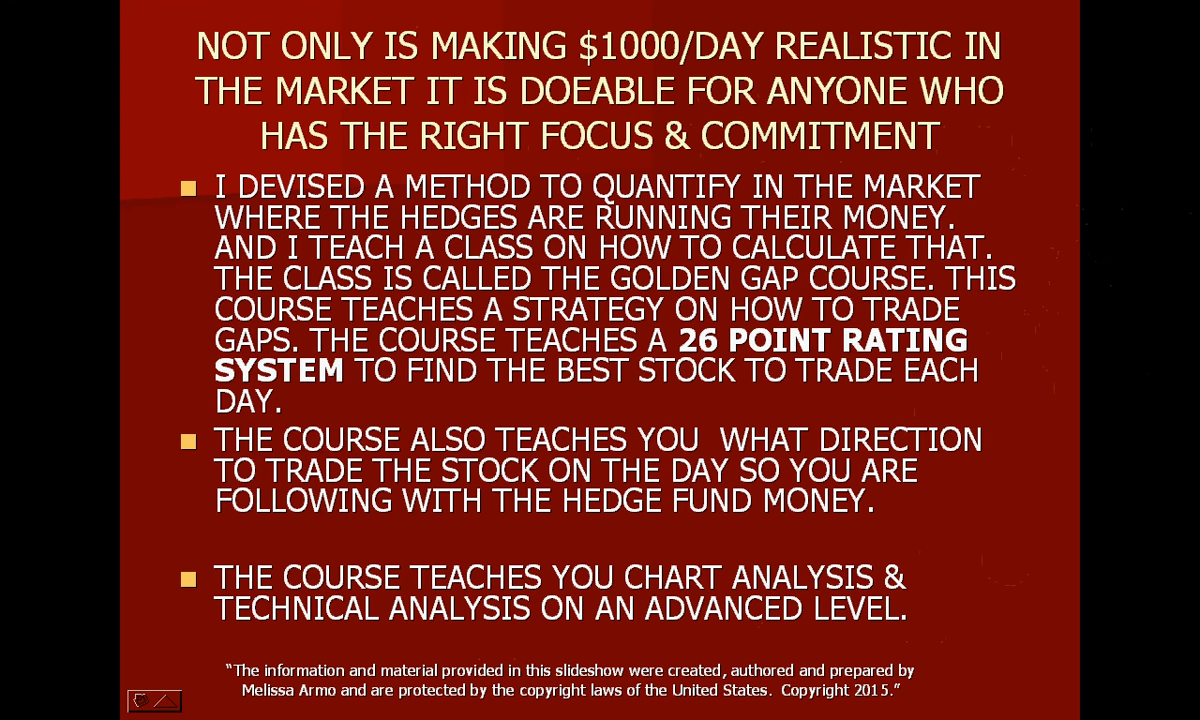 NOT ONLY IS MAKING $1000/DAY REALISTIC IN
THE MARKET IT IS DOEABLE FOR ANYONE WHO
HAS THE RIGHT FOCUS & COMMITMENT
I DEVISED A METHOD TO QUANTIFY IN THE MARKET
WHERE THE HEDGES ARE RUNNING THEIR MONEY.
AND I TEACH A CLASS ON HOW TO CALCULATE THAT.
THE CLASS IS CALLED THE GOLDEN GAP COURSE. THIS
COURSE TEACHES A STRATEGY ON HOW TO TRADE
GAPS. THE COURSE TEACHES A 26 POINT RATING
SYSTEM TO FIND THE BEST STOCK TO TRADE EACH
DAY.
THE COURSE ALSO TEACHES YOU  WHAT DIRECTION
TO TRADE THE STOCK ON THE DAY SO YOU ARE
FOLLOWING WITH THE HEDGE FUND MONEY.
THE COURSE TEACHES YOU CHART ANALYSIS &
TECHNICAL ANALYSIS ON AN ADVANCED LEVEL.
“The information and material provided in this slideshow were created, authored and prepared by
Melissa Armo and are protected by the copyright laws of the United States.  Copyright 2015.”